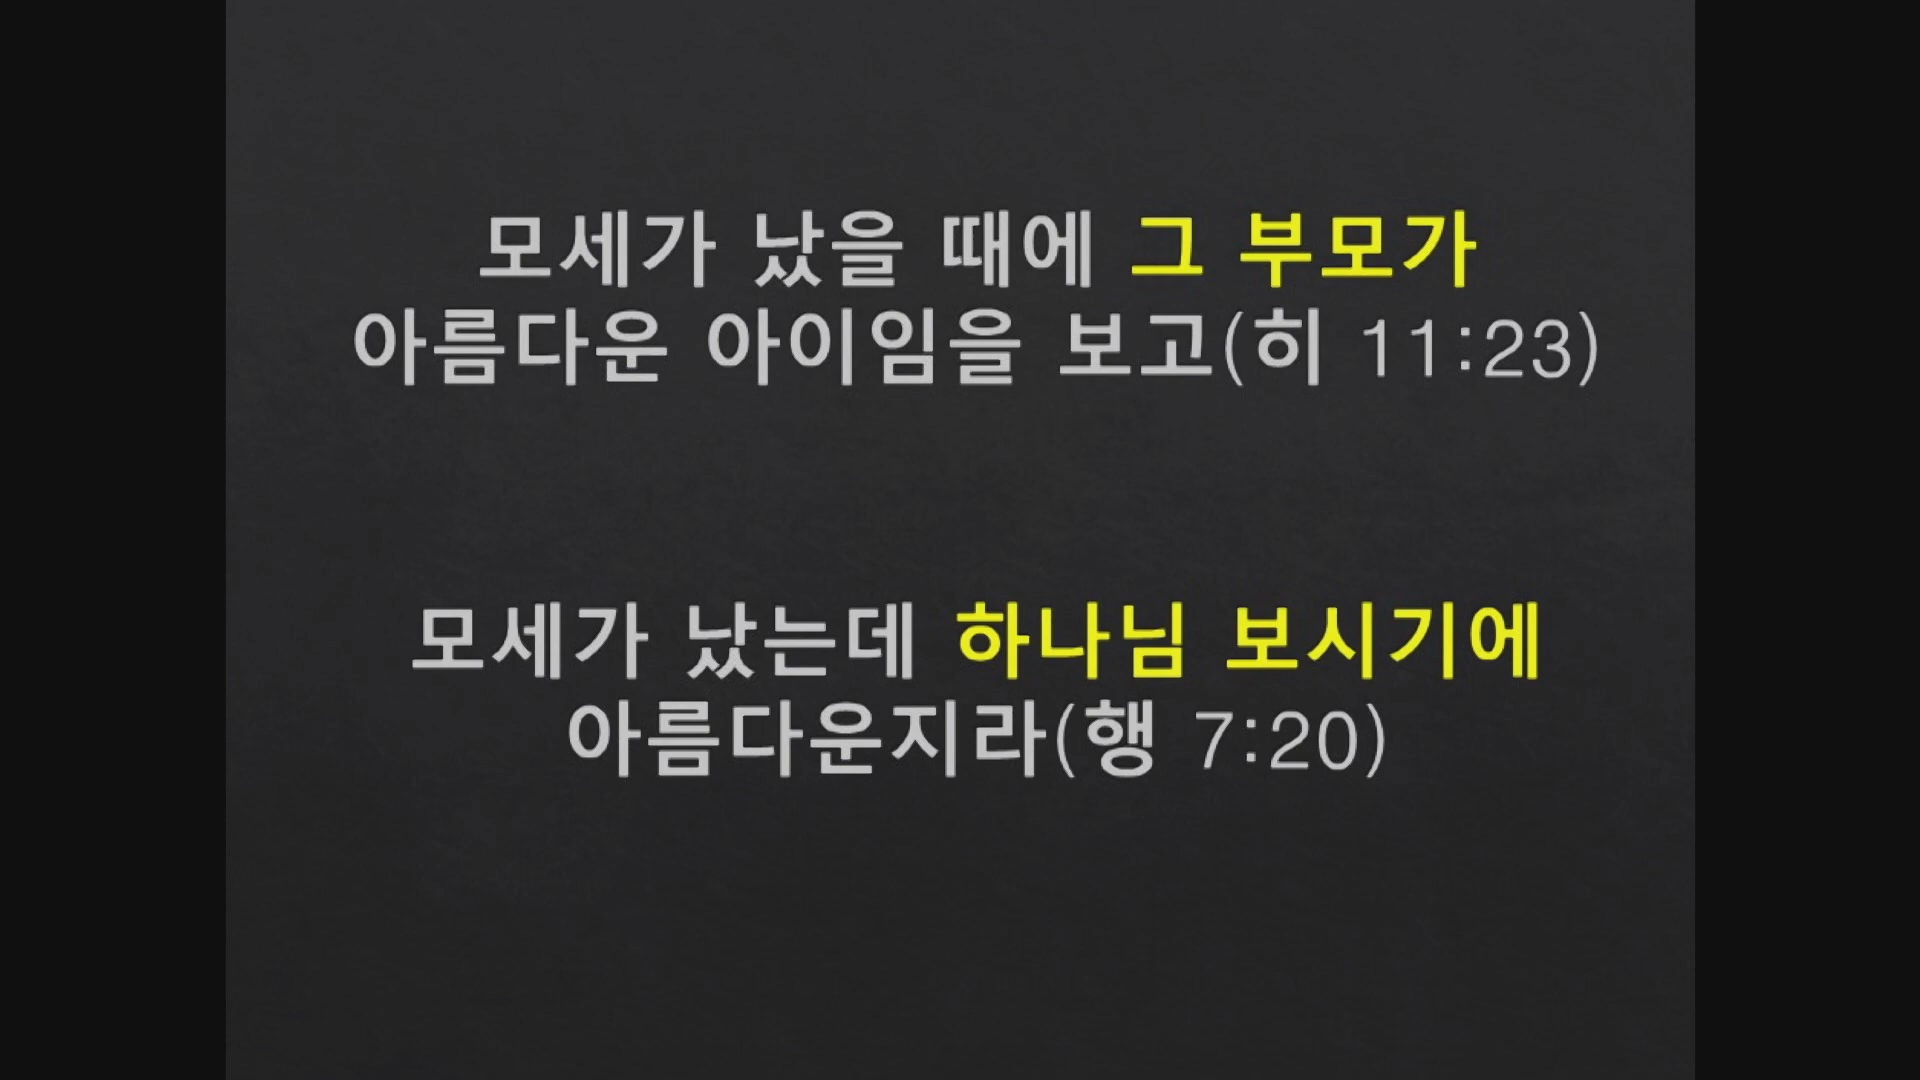 모세가 났을 때에 그 부모가
아름다운 아이임을 보고(히 11:23)
모세가 났는데 하나님 보시기에
아름다운지라(행 7:20)